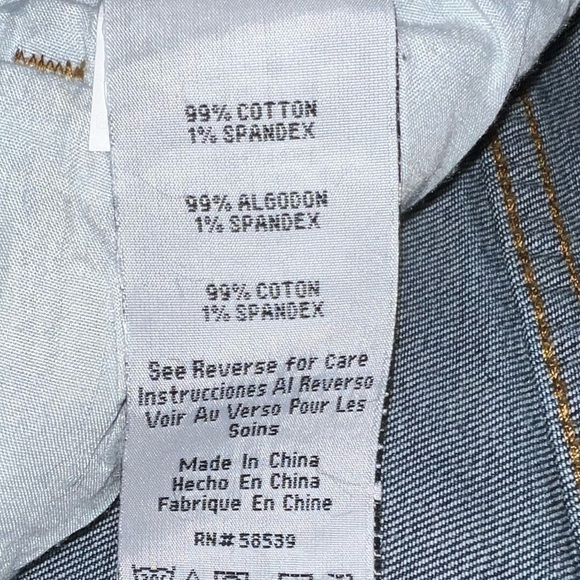 99% COTTON
1% SPANDEX
99% ALGODON
1% SPANDEX
99% COTON
1% SPANDEX
See Reverse for Care
Instrucciones Al Reverso
Voir Au Verso Pour Les
Soins
Made In China
Hecho En China
Fabrique En Chine
RN# 58539